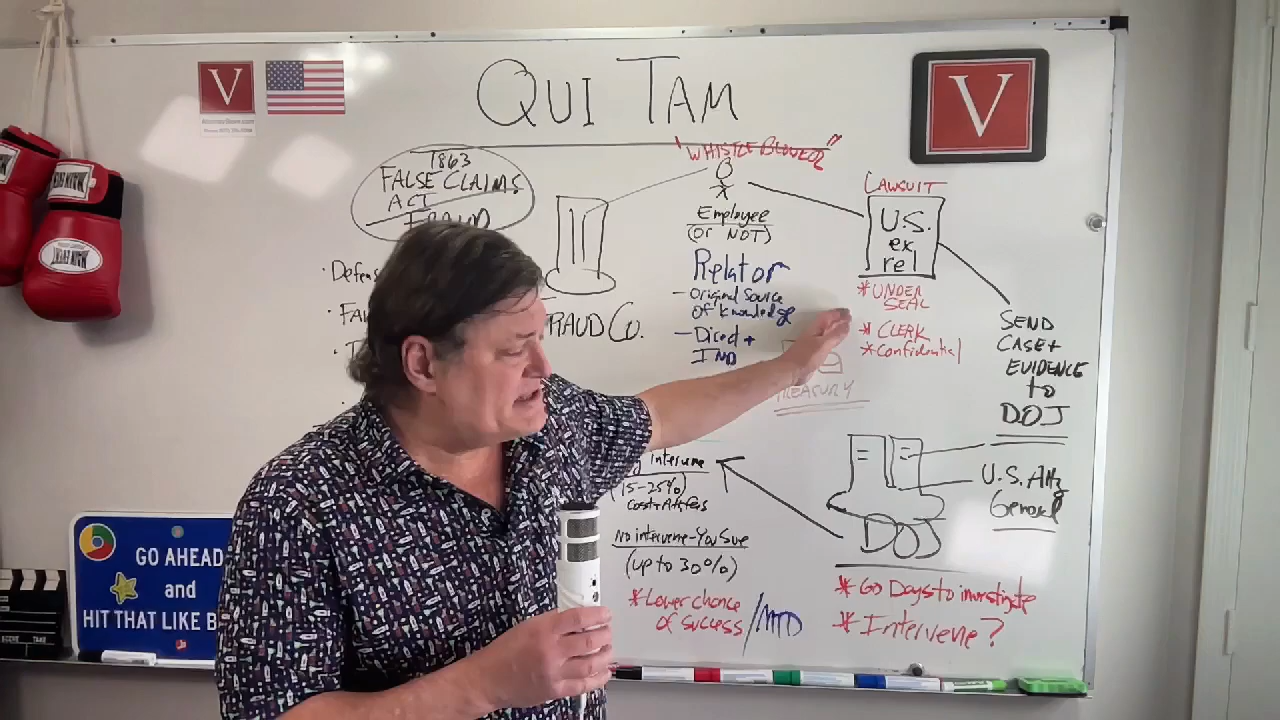 QUI TAM
V
V
1863
FALSE CLAIMS
ACT
FRAUD
"WHISTLE BLOWER"
Employee
(or NOT)
Relator
- Original Source
of Knowledge
- Direct +
IND
LAWSUIT
U.S.
ex
rel
*UNDER
SEAL
*CLERK
*Confidential
SEND
CASE +
EVIDENCE
to
DOJ
FRAUD CO.
TREASURY
Intervene
(15-25%)
No intervene - You Sue
(up to 30%)
*Lower chance
of success / MTD
U.S. Atty
General
DOJ
*60 Days to investigate
*Intervene?
GO AHEAD
and
HIT THAT LIKE B